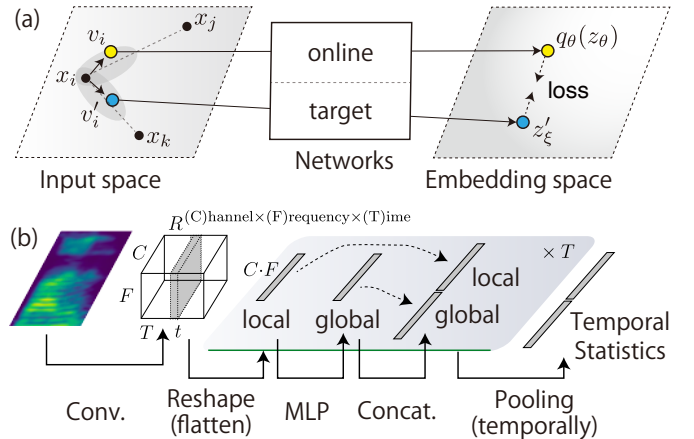 (a)
v_i
x_j
x_i
v_i'
x_k
Input space
online
target
Networks
q_θ(z_θ)
loss
z'_ξ
Embedding space
(b)
R^{(C)hannel×(F)requency×(T)ime}
C
F
T
t
C·F
local
global
local
global
× T
Temporal
Statistics
Conv.
Reshape
(flatten)
MLP
Concat.
Pooling
(temporally)